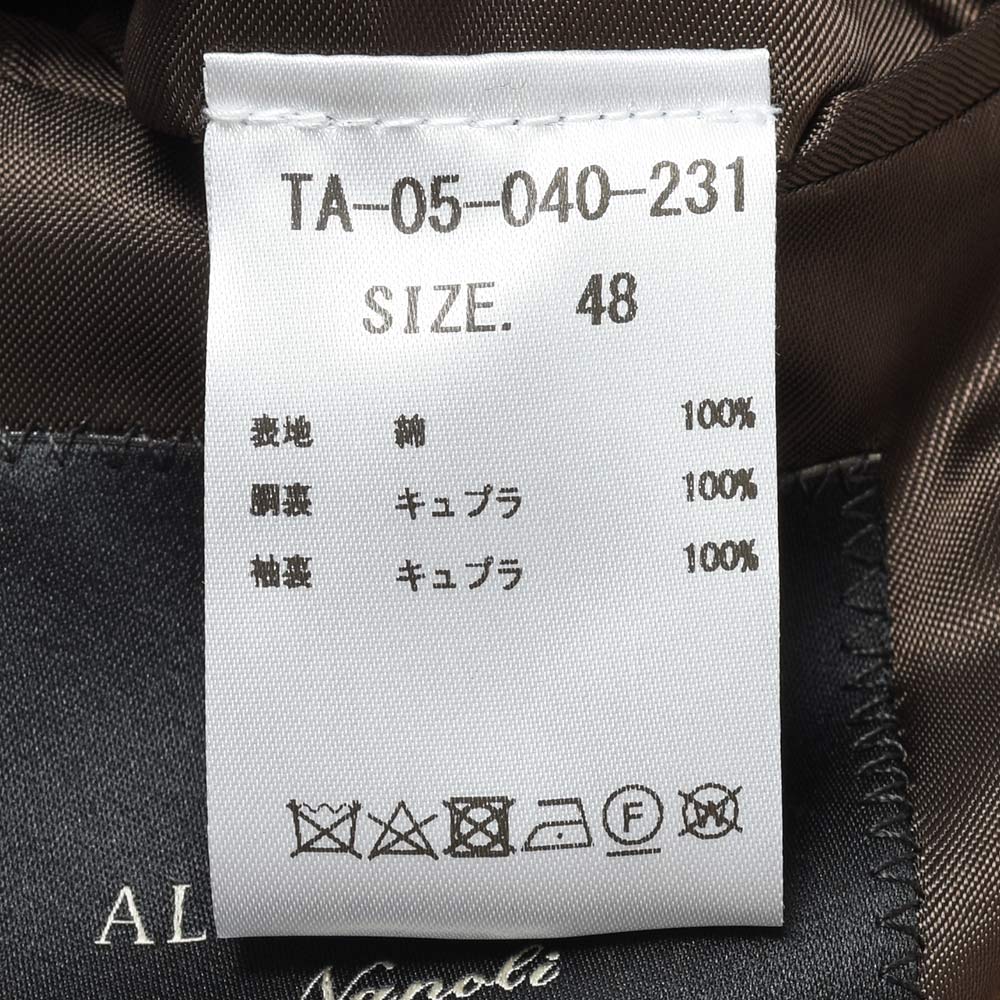 TA-05-040-231
SIZE. 48
表地 綿 100%
胴裏 キュプラ 100%
袖裏 キュプラ 100%
F W
AL
Napoli